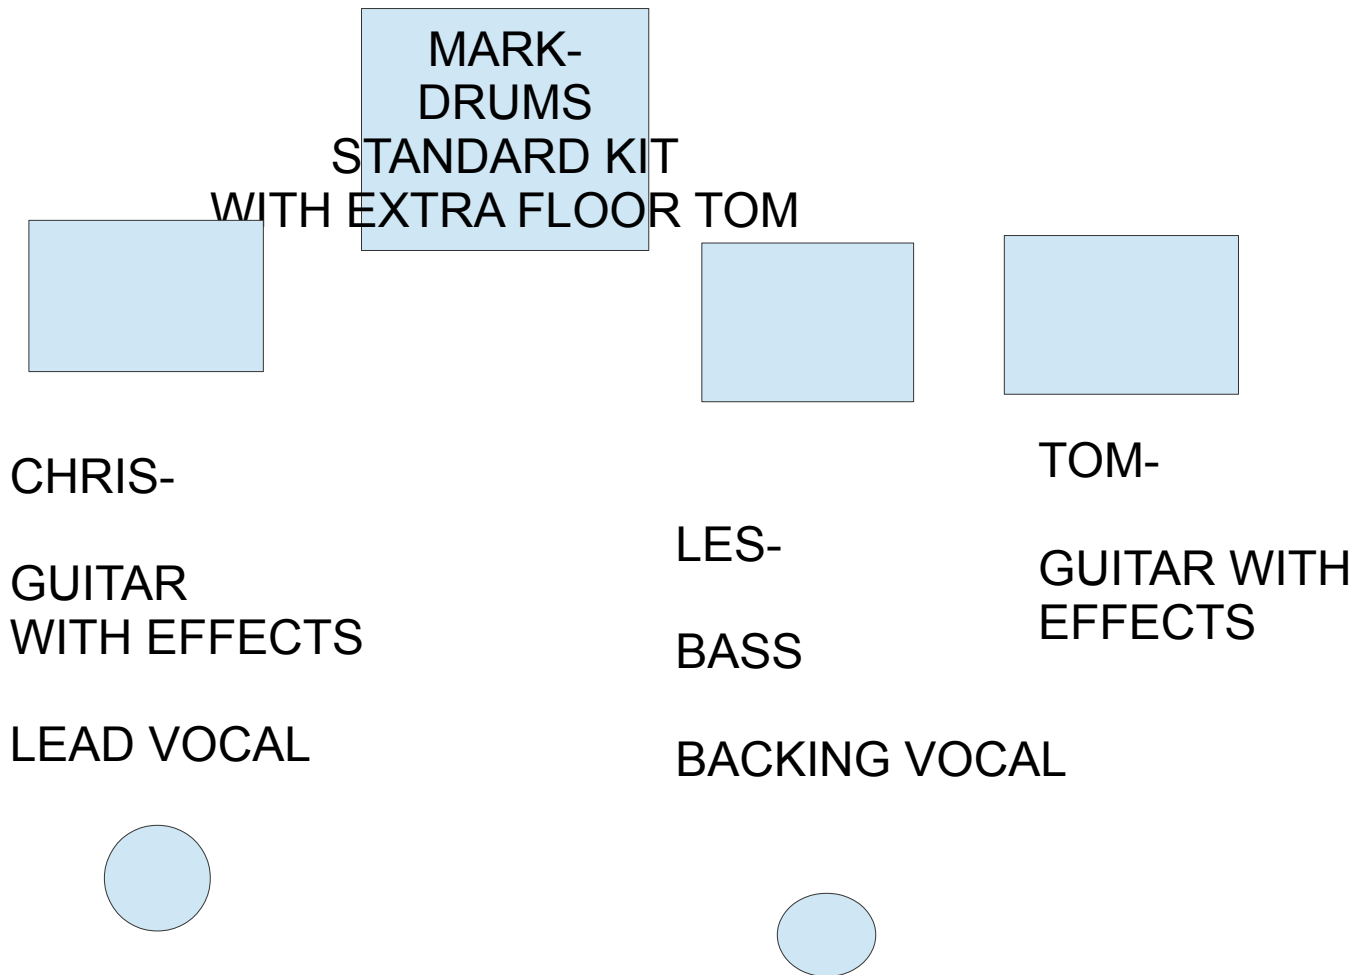 MARK-
DRUMS
STANDARD KIT
WITH EXTRA FLOOR TOM
CHRIS-
GUITAR
WITH EFFECTS
LEAD VOCAL
LES-
BASS
BACKING VOCAL
TOM-
GUITAR WITH
EFFECTS